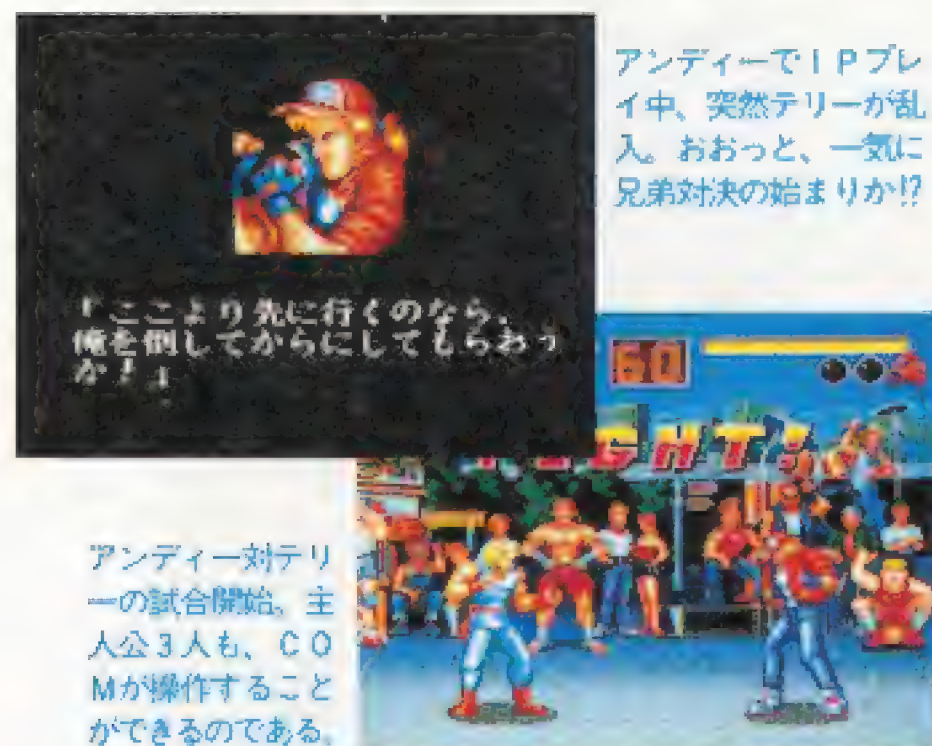 アンディーで1Pプレ
イ中、突然テリーが乱
入。おおっと、一気に
兄弟対決の始まりか!?
「ここより先に行くのなら、
俺を倒してからにしてもらおう
か！」
60
FIGHT!
アンディー対テリ
ーの試合開始。主
人公3人も、CO
Mが操作すること
ができるのである。